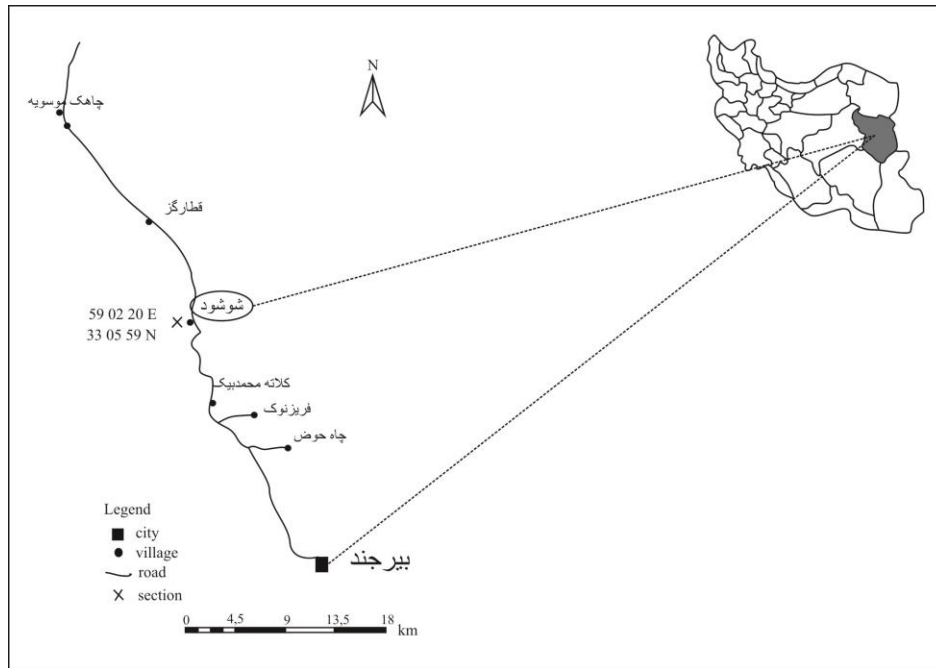 N
چاهک موسویه
قطارگز
شوشود
59 02 20 E
33 05 59 N
کلاته محمدبیک
فریزنوک
چاه حوض
بیرجند
Legend
city
village
road
section
0 4,5 9 13,5 18
km